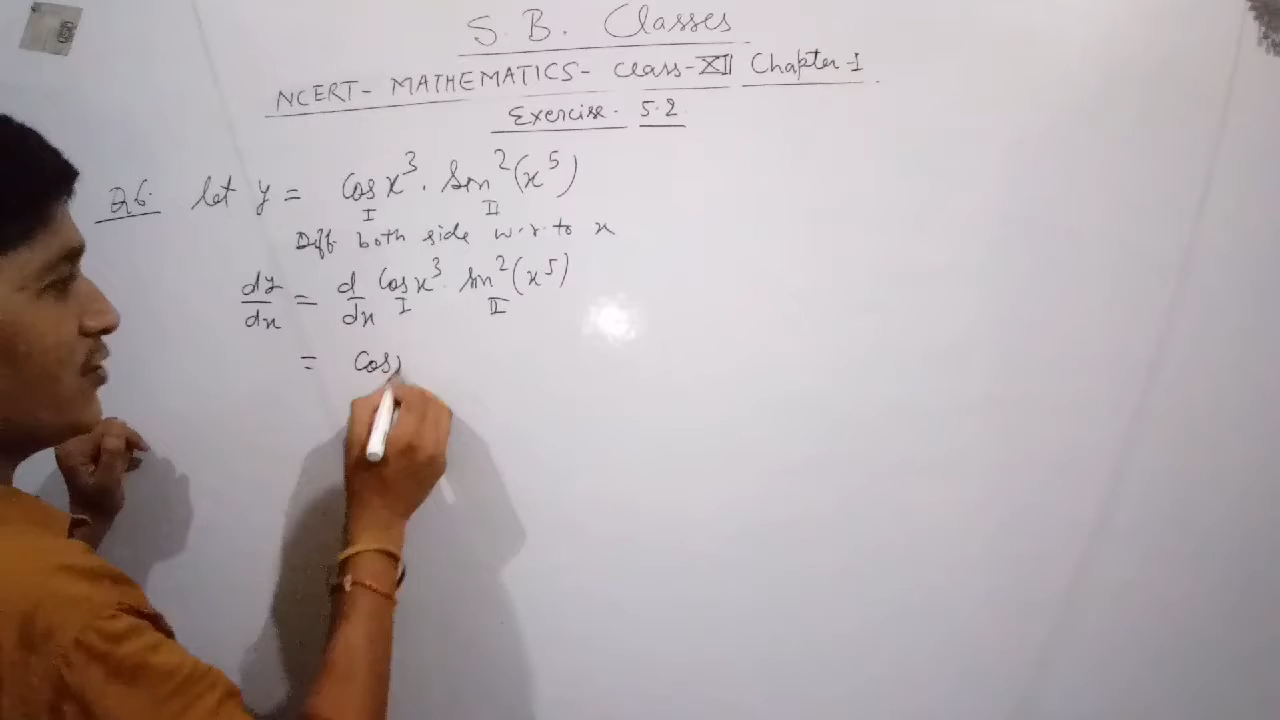 S. B. Classes
NCERT- MATHEMATICS- Class-XII Chapter-I
Exercise. 5.2
Q6. let y = cos x³ . sin²(x⁵)
I II
Diff both side w.r. to x
dy/dx = d/dx cos x³ . sin²(x⁵)
I II
= cos